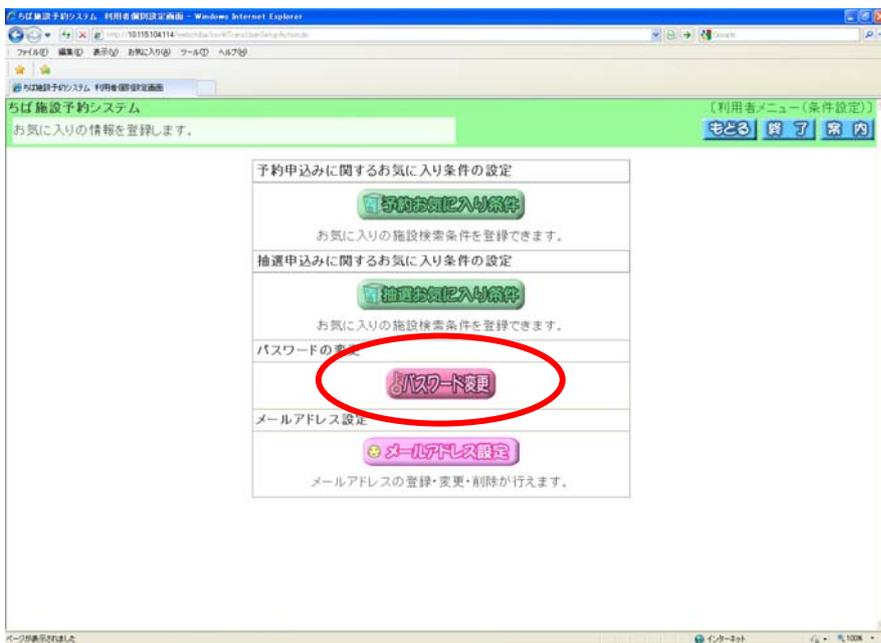 ちば施設予約システム 利用者個別設定画面 - Windows Internet Explorer
ファイル(F) 編集(E) 表示(V) お気に入り(A) ツール(T) ヘルプ(H)
ちば施設予約システム 利用者個別設定画面
ちば施設予約システム
〔利用者メニュー(条件設定)〕
お気に入りの情報を登録します。
もどる 終了 案内
予約申込みに関するお気に入り条件の設定
予約お気に入り条件
お気に入りの施設検索条件を登録できます。
抽選申込みに関するお気に入り条件の設定
抽選お気に入り条件
お気に入りの施設検索条件を登録できます。
パスワードの変更
パスワード変更
メールアドレス設定
メールアドレス設定
メールアドレスの登録・変更・削除が行えます。
ページが表示されました
インターネット
100%